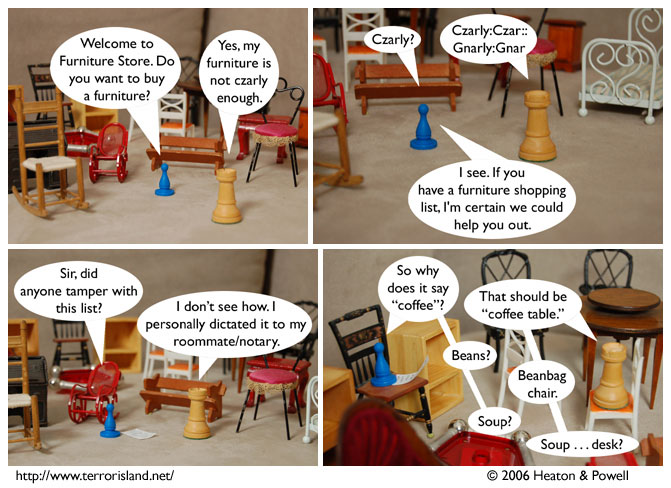 Welcome to
Furniture Store. Do
you want to buy
a furniture?
Yes, my
furniture is
not czarly
enough.
Czarly?
Czarly:Czar::
Gnarly:Gnar
I see. If you
have a furniture shopping
list, I'm certain we could
help you out.
Sir, did
anyone tamper with
this list?
I don't see how. I
personally dictated it to my
roommate/notary.
So why
does it say
“coffee”?
That should be
“coffee table.”
Beans?
Beanbag
chair.
Soup?
Soup . . . desk?
http://www.terrorisland.net/
© 2006 Heaton & Powell